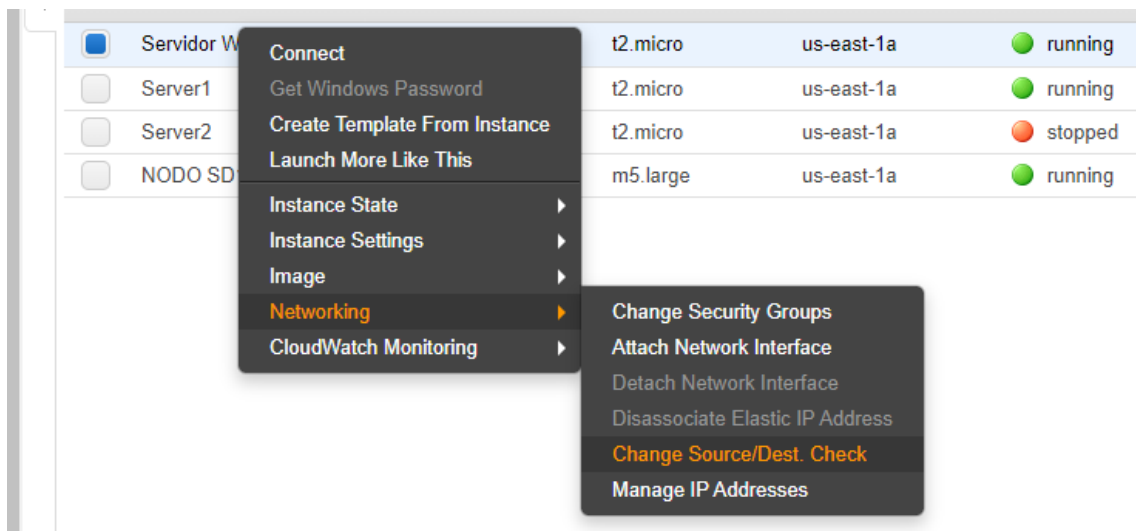 Servidor W t2.micro us-east-1a running
Server1 t2.micro us-east-1a running
Server2 t2.micro us-east-1a stopped
NODO SD m5.large us-east-1a running
Connect
Get Windows Password
Create Template From Instance
Launch More Like This
Instance State
Instance Settings
Image
Networking
CloudWatch Monitoring
Change Security Groups
Attach Network Interface
Detach Network Interface
Disassociate Elastic IP Address
Change Source/Dest. Check
Manage IP Addresses